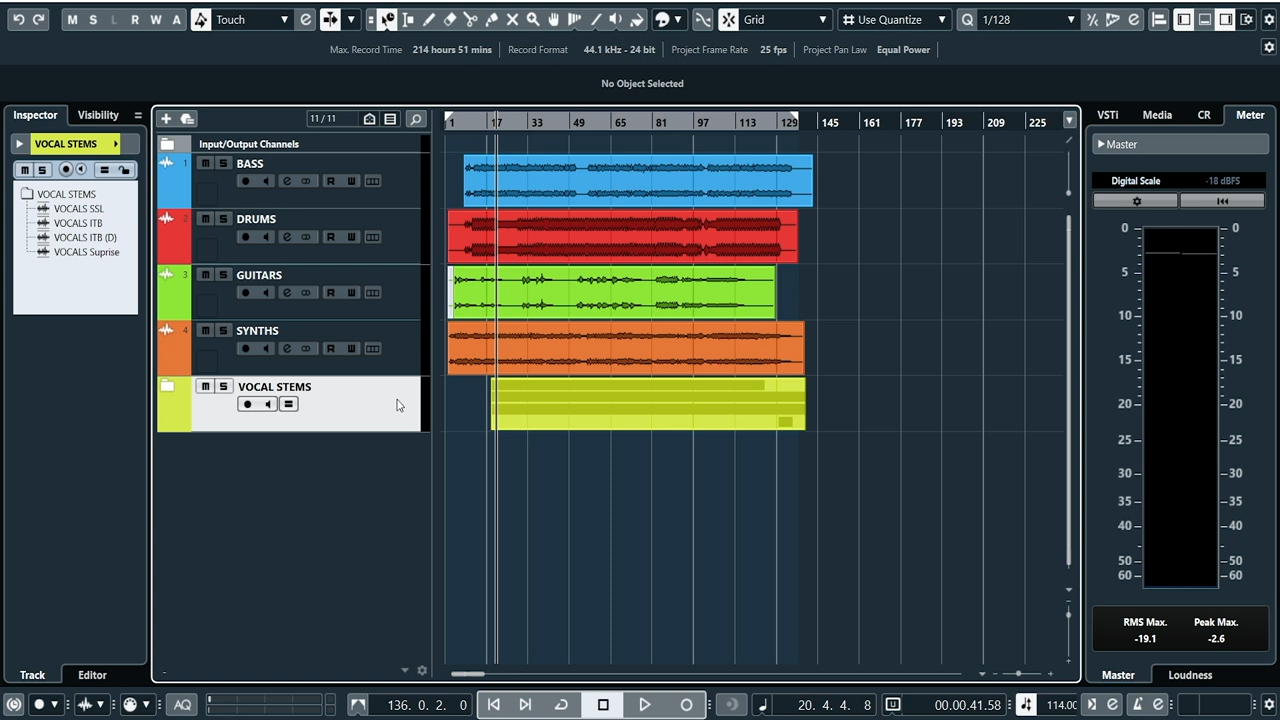 M S L R W A Touch Grid Use Quantize Q 1/128
Max. Record Time 214 hours 51 mins Record Format 44.1 kHz - 24 bit Project Frame Rate 25 fps Project Pan Law Equal Power
No Object Selected
Inspector Visibility
VOCAL STEMS
M S
VOCAL STEMS
VOCALS SSL
VOCALS ITB
VOCALS ITB (D)
VOCALS Suprise
Track Editor
11 / 11
1 17 33 49 65 81 97 113 129 145 161 177 193 209 225
Input/Output Channels
1 M S BASS
R W
2 M S DRUMS
R W
3 M S GUITARS
R W
4 M S SYNTHS
R W
M S VOCAL STEMS
VSTi Media CR Meter
Master
Digital Scale -18 dBFS
0 0
5 5
10 10
15 15
20 20
25 25
30 30
35 35
40 40
50 50
60 60
RMS Max. Peak Max.
-19.1 -2.6
Master Loudness
AQ 136. 0. 2. 0 20. 4. 4. 8 00.00.41.58 114.00